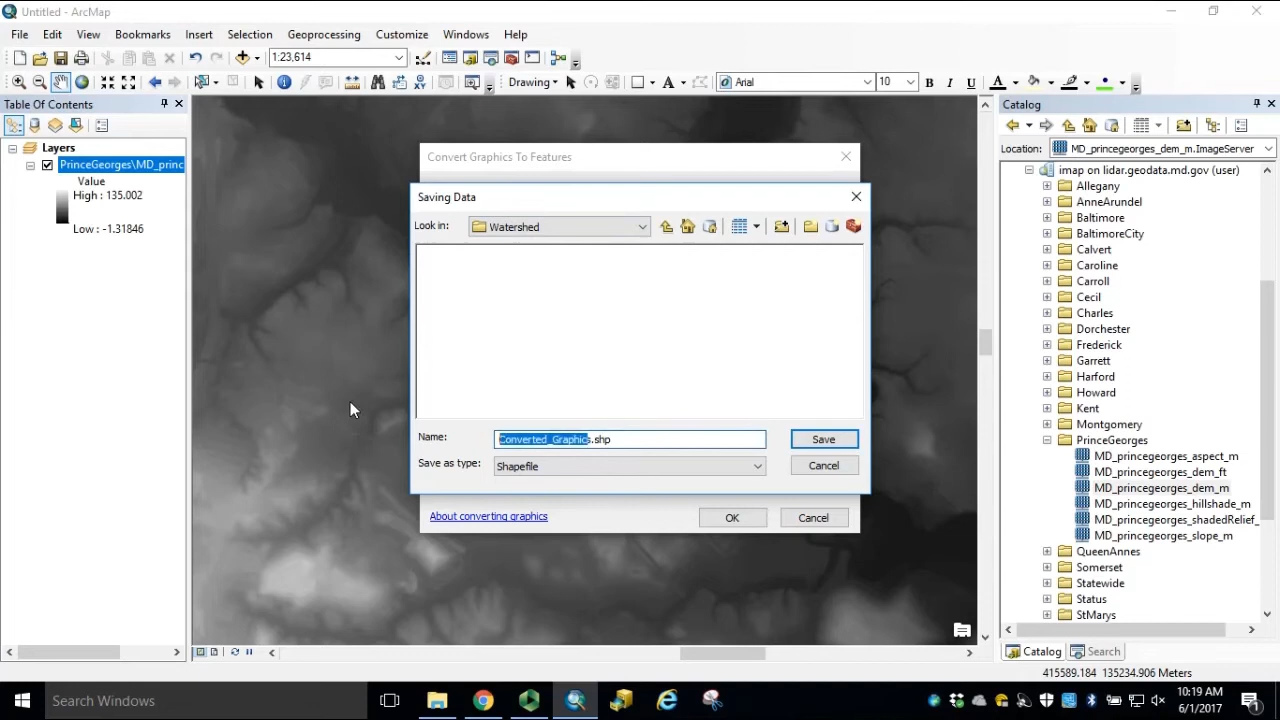 Untitled - ArcMap
File Edit View Bookmarks Insert Selection Geoprocessing Customize Windows Help
1:23,614
Drawing Arial 10 B I U A
Table Of Contents
Layers
PrinceGeorges\MD_princ
Value
High : 135.002
Low : -1.31846
Convert Graphics To Features
Saving Data
Look in: Watershed
Name: Converted_Graphics.shp
Save
Save as type: Shapefile
Cancel
About converting graphics
OK
Cancel
Catalog
Location: MD_princegeorges_dem_m.ImageServer
imap on lidar.geodata.md.gov (user)
Allegany
AnneArundel
Baltimore
BaltimoreCity
Calvert
Caroline
Carroll
Cecil
Charles
Dorchester
Frederick
Garrett
Harford
Howard
Kent
Montgomery
PrinceGeorges
MD_princegeorges_aspect_m
MD_princegeorges_dem_ft
MD_princegeorges_dem_m
MD_princegeorges_hillshade_m
MD_princegeorges_shadedRelief_
MD_princegeorges_slope_m
QueenAnnes
Somerset
Statewide
Status
StMarys
Catalog Search
415589.184 135234.906 Meters
Search Windows
10:19 AM
6/1/2017